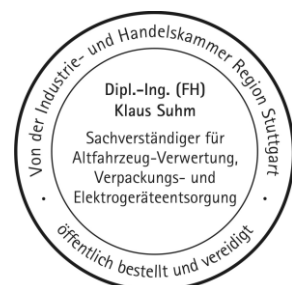 Von der Industrie- und Handelskammer Region Stuttgart
Dipl.-Ing. (FH)
Klaus Suhm
Sachverständiger für
Altfahrzeug-Verwertung,
Verpackungs- und
Elektrogeräteentsorgung
· öffentlich bestellt und vereidigt ·